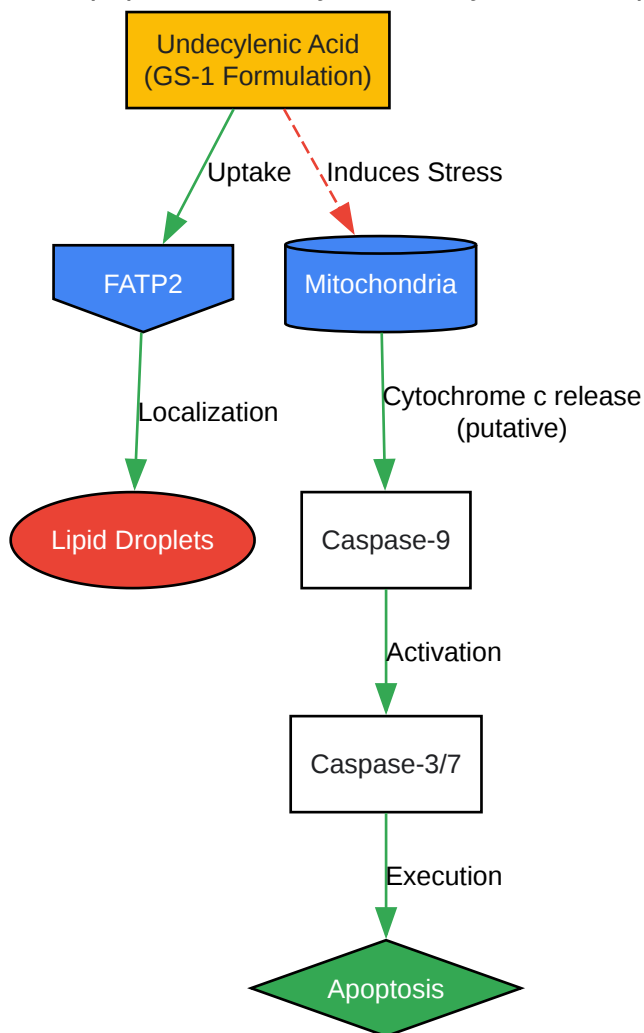 Undecylenic Acid
(GS-1 Formulation)
Uptake
Induces Stress
FATP2
Mitochondria
Localization
Cytochrome c release
(putative)
Lipid Droplets
Caspase-9
Activation
Caspase-3/7
Execution
Apoptosis